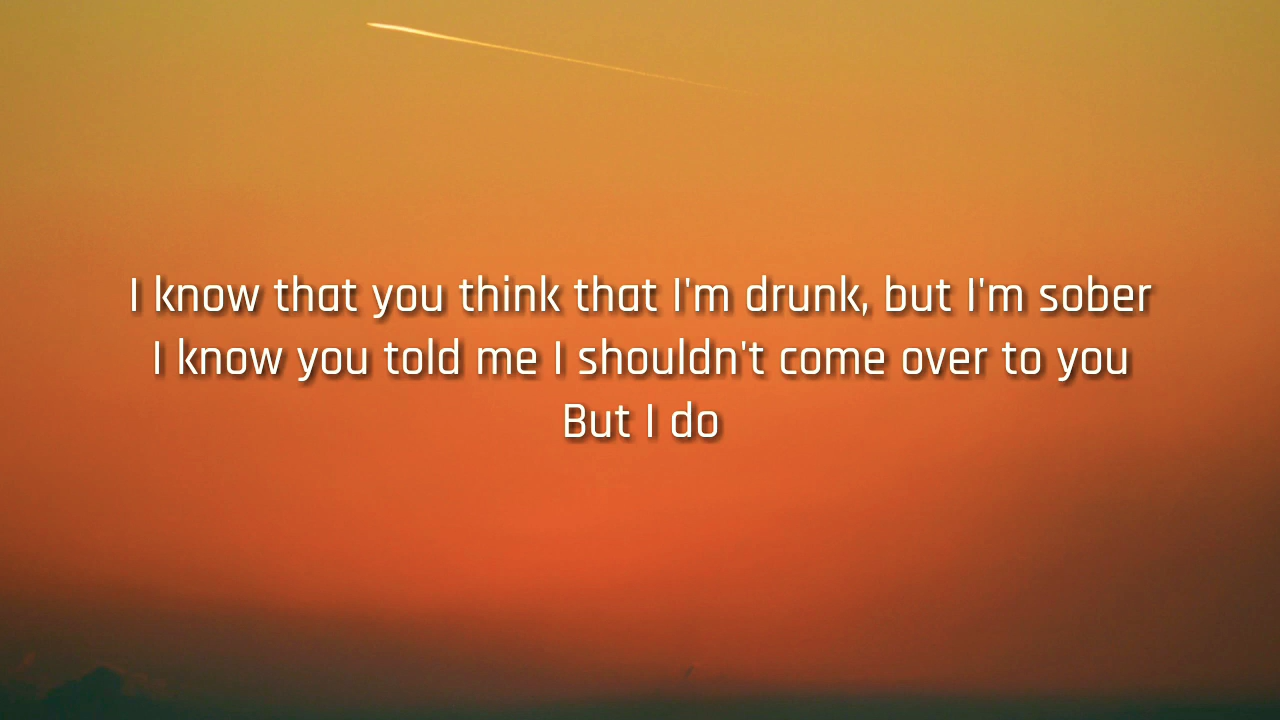 I know that you think that I'm drunk, but I'm sober
I know you told me I shouldn't come over to you
But I do